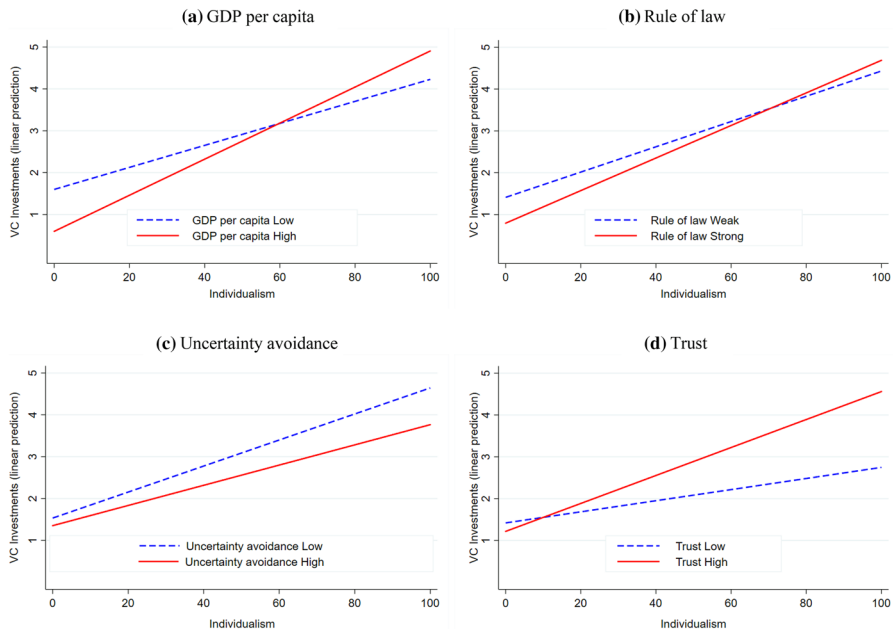 (a) GDP per capita
VC Investments (linear prediction)
5
4
3
2
1
GDP per capita Low
GDP per capita High
0 20 40 60 80 100
Individualism
(b) Rule of law
VC Investments (linear prediction)
5
4
3
2
1
Rule of law Weak
Rule of law Strong
0 20 40 60 80 100
Individualism
(c) Uncertainty avoidance
VC Investments (linear prediction)
5
4
3
2
1
Uncertainty avoidance Low
Uncertainty avoidance High
0 20 40 60 80 100
Individualism
(d) Trust
VC Investments (linear prediction)
5
4
3
2
1
Trust Low
Trust High
0 20 40 60 80 100
Individualism